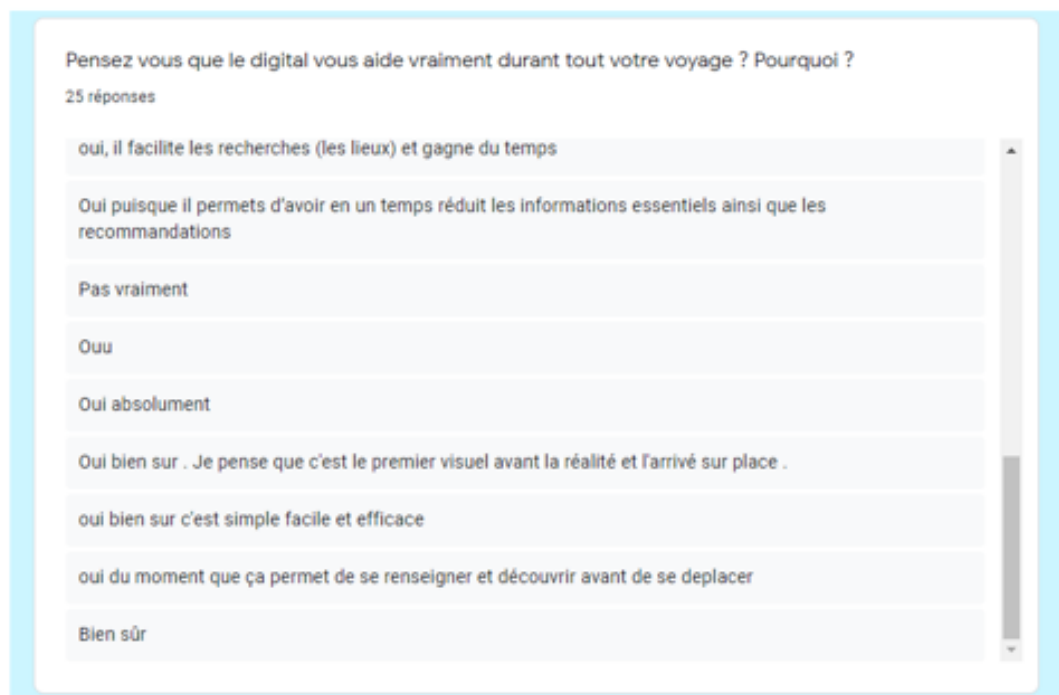 Pensez vous que le digital vous aide vraiment durant tout votre voyage ? Pourquoi ?
25 réponses
oui, il facilite les recherches (les lieux) et gagne du temps
Oui puisque il permets d'avoir en un temps réduit les informations essentiels ainsi que les
recommandations
Pas vraiment
Ouu
Oui absolument
Oui bien sur . Je pense que c'est le premier visuel avant la réalité et l'arrivé sur place .
oui bien sur c'est simple facile et efficace
oui du moment que ça permet de se renseigner et découvrir avant de se deplacer
Bien sûr